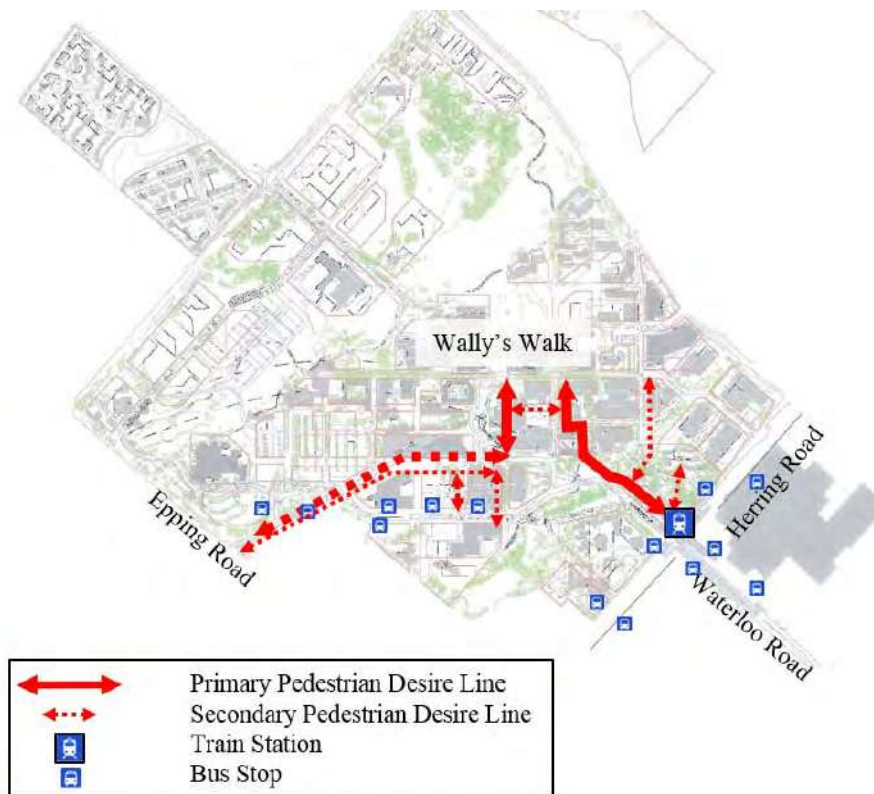 Wally's Walk
Epping Road
Herring Road
Waterloo Road
Primary Pedestrian Desire Line
Secondary Pedestrian Desire Line
Train Station
Bus Stop